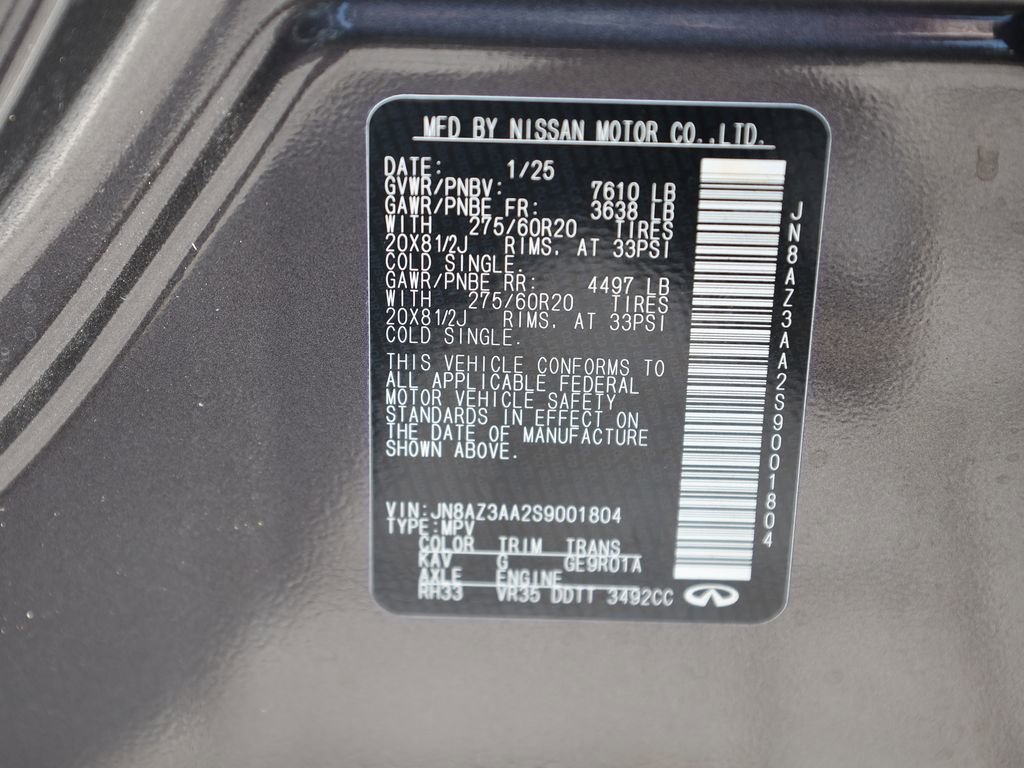 MFD BY NISSAN MOTOR CO.,LTD.
DATE: 1/25
GVWR/PNBV: 7610 LB
GAWR/PNBE FR: 3638 LB
WITH 275/60R20 TIRES
20X81/2J RIMS, AT 33PSI
COLD SINGLE.
GAWR/PNBE RR: 4497 LB
WITH 275/60R20 TIRES
20X81/2J RIMS, AT 33PSI
COLD SINGLE.
THIS VEHICLE CONFORMS TO
ALL APPLICABLE FEDERAL
MOTOR VEHICLE SAFETY
STANDARDS IN EFFECT ON
THE DATE OF MANUFACTURE
SHOWN ABOVE.
VIN:JN8AZ3AA2S9001804
TYPE:MPV
COLOR TRIM TRANS
KAV G GE9R01A
AXLE ENGINE
RH33 VR35 DDTT 3492CC
JN8AZ3AA2S9001804